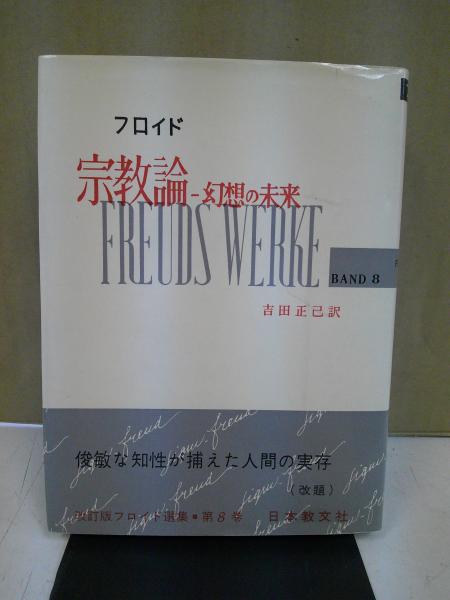 フロイド
宗教論-幻想の未来
FREUDS WERKE
BAND 8
吉田正己訳
俊敏な知性が捕えた人間の実存
(改題)
改訂版フロイド選集・第8巻 日本教文社